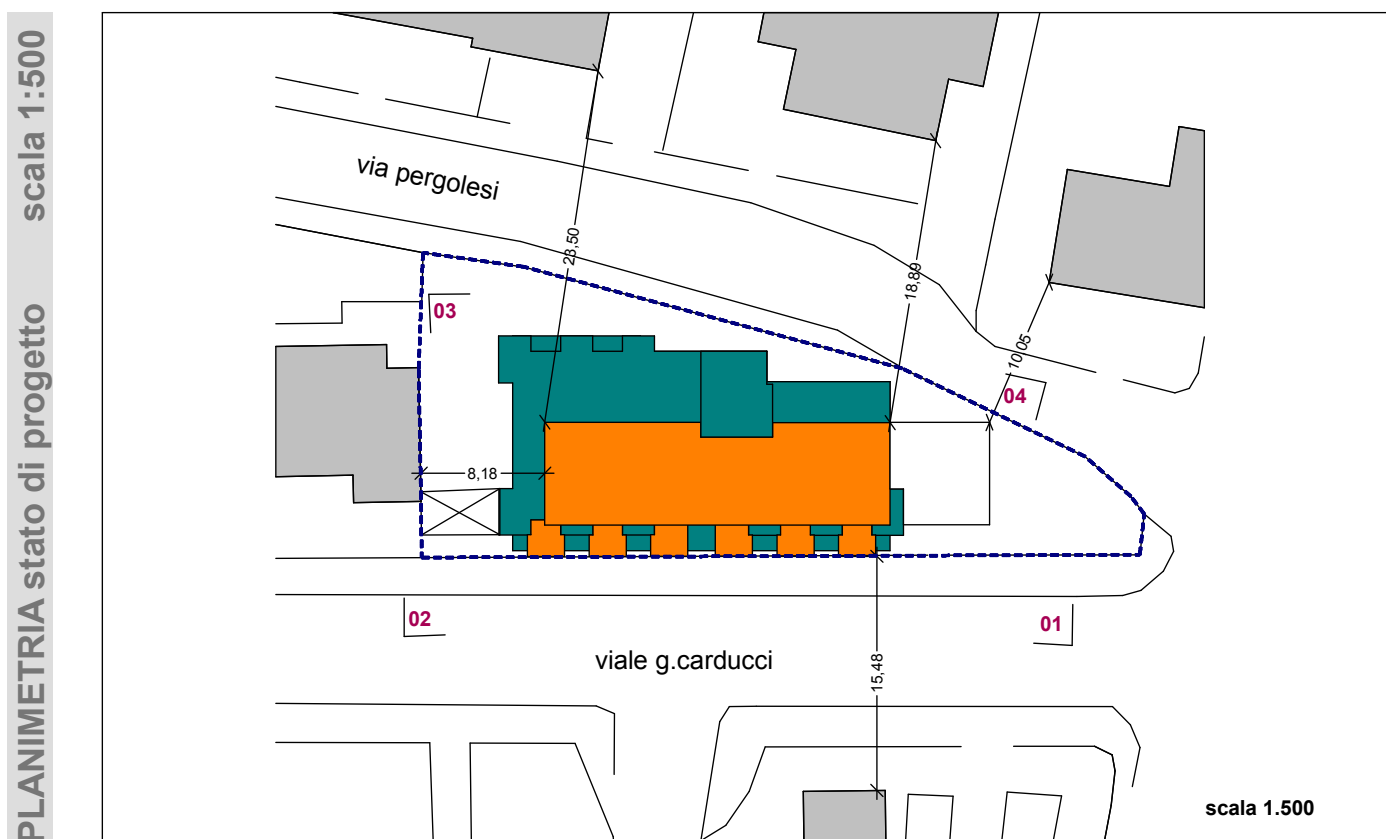 PLANIMETRIA stato di progetto scala 1:500
via pergolesi
23,50
18,89
10,05
03
04
8,18
02
01
viale g.carducci
15,48
scala 1.500